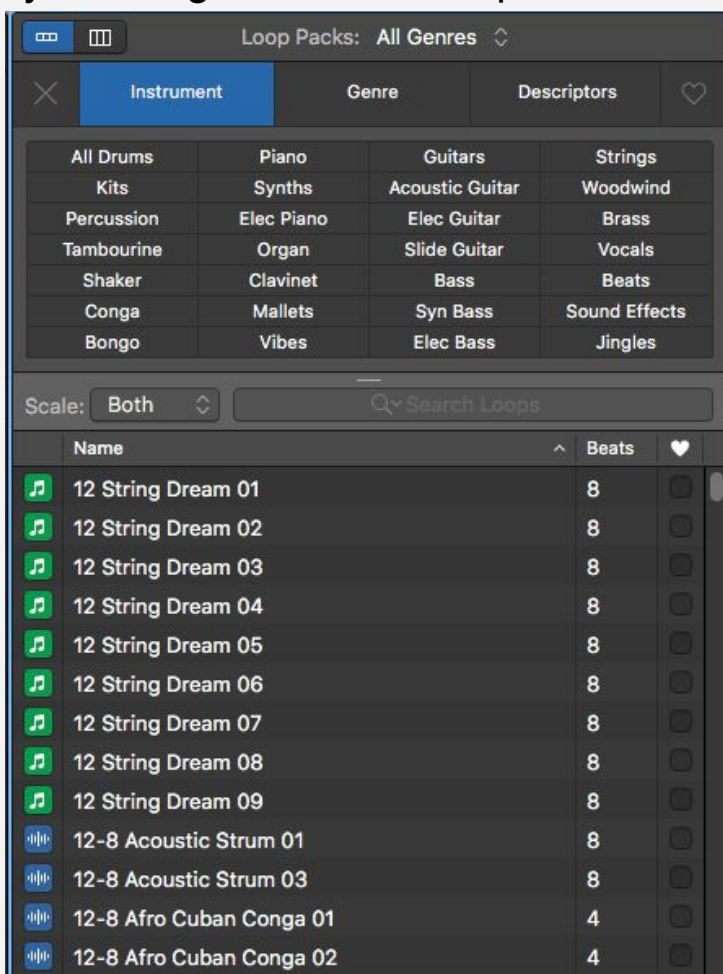 Loop Packs: All Genres
Instrument Genre Descriptors
All Drums Piano Guitars Strings
Kits Synths Acoustic Guitar Woodwind
Percussion Elec Piano Elec Guitar Brass
Tambourine Organ Slide Guitar Vocals
Shaker Clavinet Bass Beats
Conga Mallets Syn Bass Sound Effects
Bongo Vibes Elec Bass Jingles
Scale: Both Search Loops
Name Beats
12 String Dream 01 8
12 String Dream 02 8
12 String Dream 03 8
12 String Dream 04 8
12 String Dream 05 8
12 String Dream 06 8
12 String Dream 07 8
12 String Dream 08 8
12 String Dream 09 8
12-8 Acoustic Strum 01 8
12-8 Acoustic Strum 03 8
12-8 Afro Cuban Conga 01 4
12-8 Afro Cuban Conga 02 4